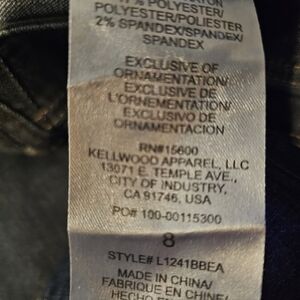 % POLYESTER/
POLYESTER/POLIESTER
2% SPANDEX/SPANDEX/
SPANDEX
EXCLUSIVE OF
ORNAMENTATION/
EXCLUSIVE DE
L'ORNEMENTATION/
EXCLUSIVO DE
ORNAMENTACION
RN#15600
KELLWOOD APPAREL, LLC
13071 E. TEMPLE AVE.,
CITY OF INDUSTRY,
CA 91746, USA
PO# 100-00115300
8
STYLE# L1241BBEA
MADE IN CHINA/
FABRIQUE EN CHINE/
HECHO